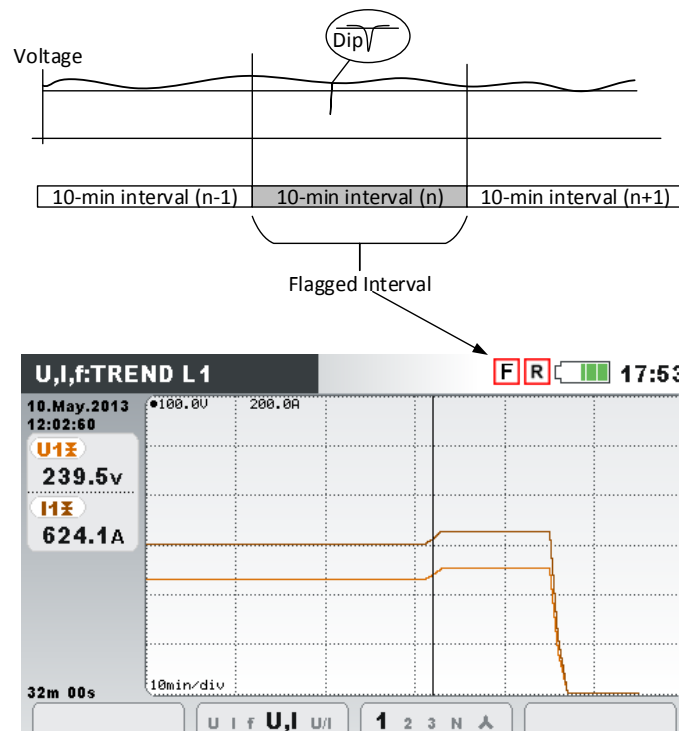 Dip
Voltage
10-min interval (n-1) 10-min interval (n) 10-min interval (n+1)
Flagged Interval
U,I,f:TREND L1 F R 17:53
10.May.2013
12:02:60
100.0U 200.0A
U1
239.5v
I1
624.1A
10min/div
32m 00s
U I f U,I U/I 1 2 3 N